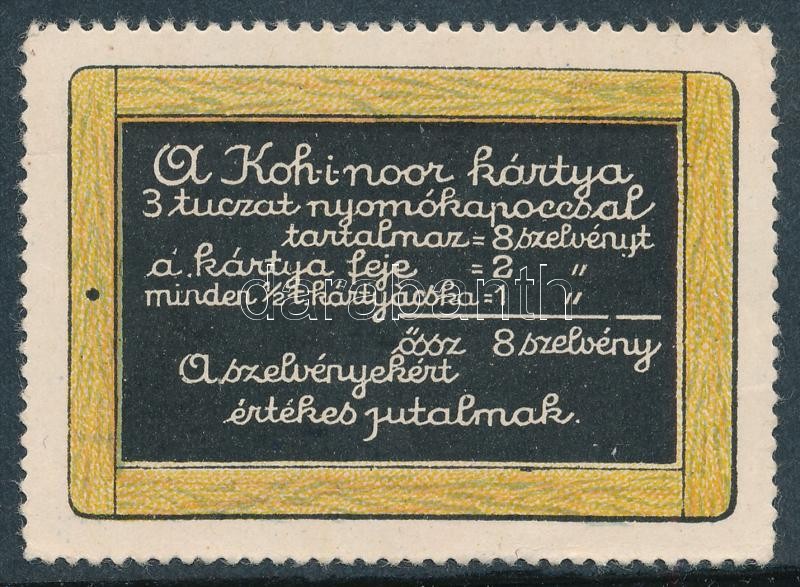 A Koh-i-noor kártya
3 tuczat nyomókapoccsal
tartalmaz = 8 szelvényt
a kártya feje = 2 "
minden ½ t. kártyácska = 1 "
össz 8 szelvény
A szelvényekért
értékes jutalmak.
darabanth